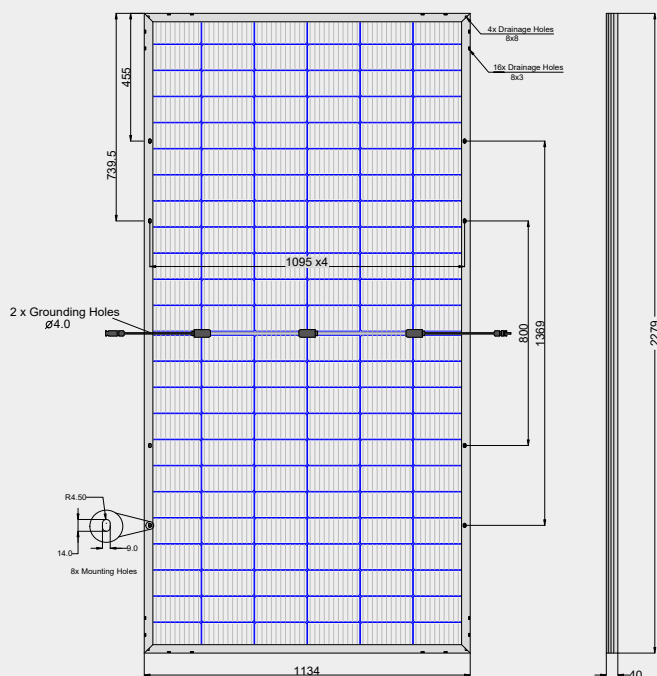 4x Drainage Holes
8x8
16x Drainage Holes
8x3
455
739.5
1095 x4
2 x Grounding Holes
Ø4.0
800
1369
2279
R4.50
14.0
9.0
8x Mounting Holes
1134
40